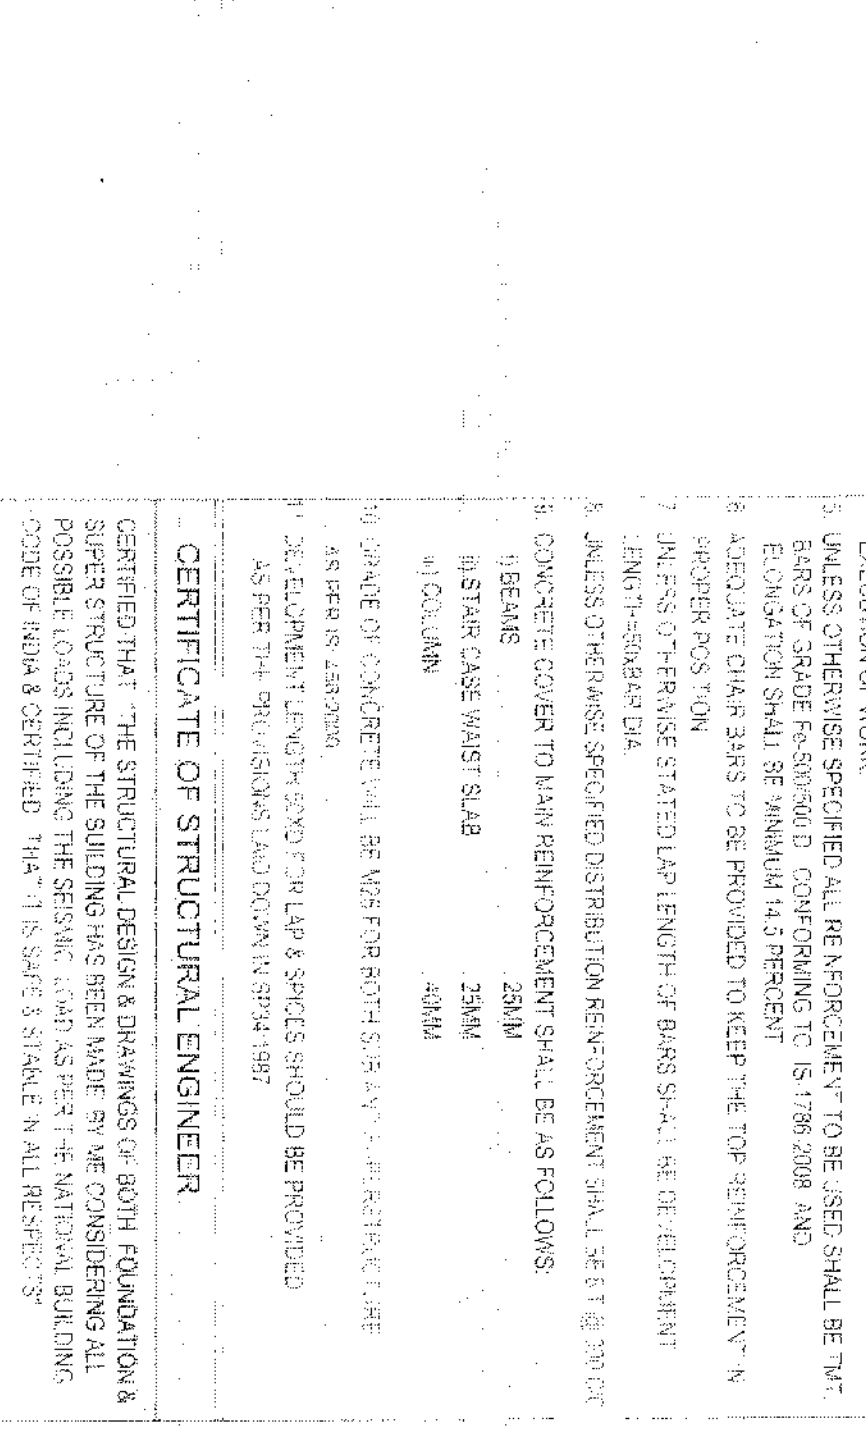 EXECUTION OF WORK
5. UNLESS OTHERWISE SPECIFIED ALL REINFORCEMENT TO BE USED SHALL BE TMT
BARS OF GRADE Fe-500/500 D CONFORMING TO IS-1786-2008 AND
ELONGATION SHALL BE MINIMUM 14.5 PERCENT
6. ADEQUATE CHAIR BARS TO BE PROVIDED TO KEEP THE TOP REINFORCEMENT IN
PROPER POSITION
7. UNLESS OTHERWISE STATED LAP LENGTH OF BARS SHALL BE DEVELOPMENT
LENGTH=50xBAR DIA.
8. UNLESS OTHERWISE SPECIFIED DISTRIBUTION REINFORCEMENT SHALL BE 8 T @
9. CONCRETE COVER TO MAIN REINFORCEMENT SHALL BE AS FOLLOWS:
i) BEAMS 25MM
ii) STAIR CASE WAIST SLAB 25MM
iii) COLUMN 40MM
10. GRADE OF CONCRETE WILL BE M25 FOR BOTH SUB AND SUPERSTRUCTURE
AS PER IS 456:2000
DEVELOPMENT LENGTH 50XD FOR LAP & SPICES SHOULD BE PROVIDED
AS PER THE PROVISIONS LAID DOWN IN SP34-1987
CERTIFICATE OF STRUCTURAL ENGINEER
CERTIFIED THAT "THE STRUCTURAL DESIGN & DRAWINGS OF BOTH FOUNDATION &
SUPER STRUCTURE OF THE BUILDING HAS BEEN MADE BY ME CONSIDERING ALL
POSSIBLE LOADS INCLUDING THE SEISMIC LOAD AS PER THE NATIONAL BUILDING
CODE OF INDIA & CERTIFIED THAT IT IS SAFE & STABLE IN ALL RESPECTS"